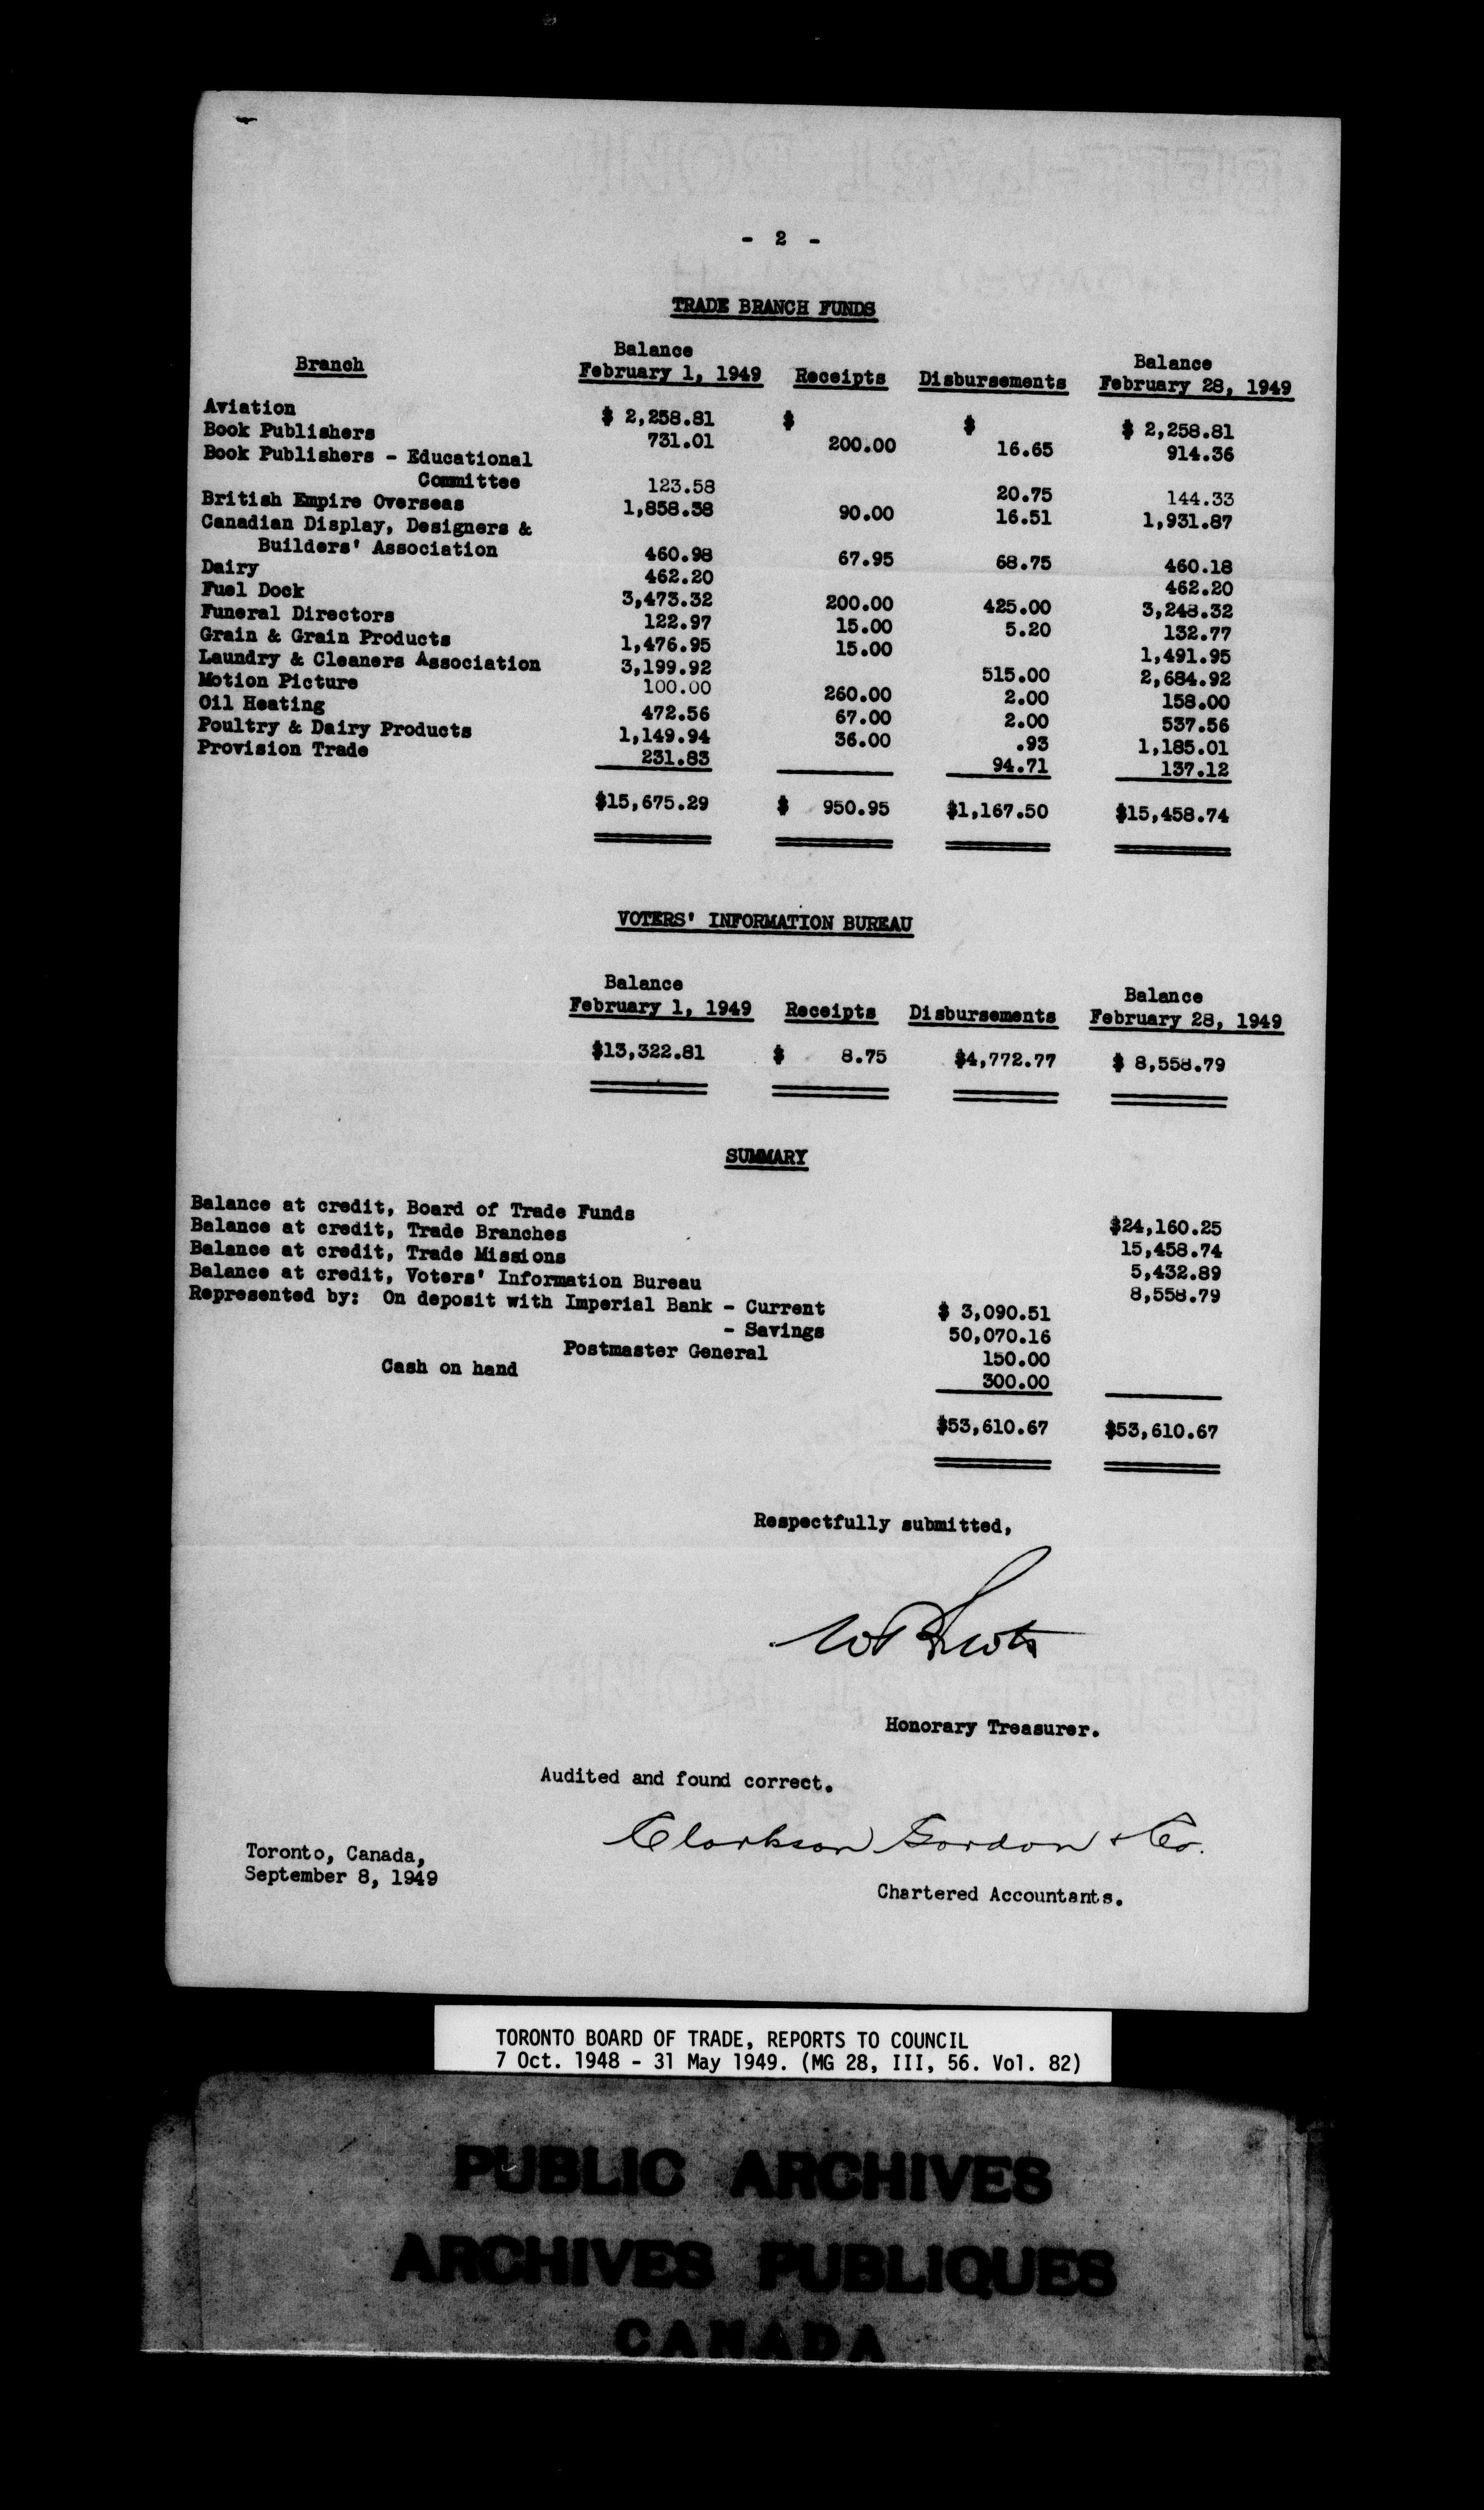 - 2 -
TRADE BRANCH FUNDS
Branch Balance February 1, 1949 Receipts Disbursements Balance February 28, 1949
Aviation $ 2,258.81 $ $ $ 2,258.81
Book Publishers 731.01 200.00 16.65 914.36
Book Publishers - Educational
Committee 123.58 20.75 144.33
British Empire Overseas 1,858.38 90.00 16.51 1,931.87
Canadian Display, Designers &
Builders' Association 460.98 67.95 68.75 460.18
Dairy 462.20 462.20
Fuel Dock 3,473.32 200.00 425.00 3,248.32
Funeral Directors 122.97 15.00 5.20 132.77
Grain & Grain Products 1,476.95 15.00 1,491.95
Laundry & Cleaners Association 3,199.92 515.00 2,684.92
Motion Picture 100.00 260.00 2.00 158.00
Oil Heating 472.56 67.00 2.00 537.56
Poultry & Dairy Products 1,149.94 36.00 .93 1,185.01
Provision Trade 231.83 94.71 137.12
$15,675.29 $ 950.95 $1,167.50 $15,458.74
VOTERS' INFORMATION BUREAU
Balance February 1, 1949 Receipts Disbursements Balance February 28, 1949
$13,322.81 $ 8.75 $4,772.77 $ 8,558.79
SUMMARY
Balance at credit, Board of Trade Funds $24,160.25
Balance at credit, Trade Branches 15,458.74
Balance at credit, Trade Missions 5,432.89
Balance at credit, Voters' Information Bureau 8,558.79
Represented by: On deposit with Imperial Bank - Current $ 3,090.51
- Savings 50,070.16
Postmaster General 150.00
Cash on hand 300.00
$53,610.67 $53,610.67
Respectfully submitted,
Honorary Treasurer.
Audited and found correct.
Clarkson Gordon & Co.
Toronto, Canada,
September 8, 1949
Chartered Accountants.
TORONTO BOARD OF TRADE, REPORTS TO COUNCIL
7 Oct. 1948 - 31 May 1949. (MG 28, III, 56. Vol. 82)
PUBLIC ARCHIVES
ARCHIVES PUBLIQUES
CANADA